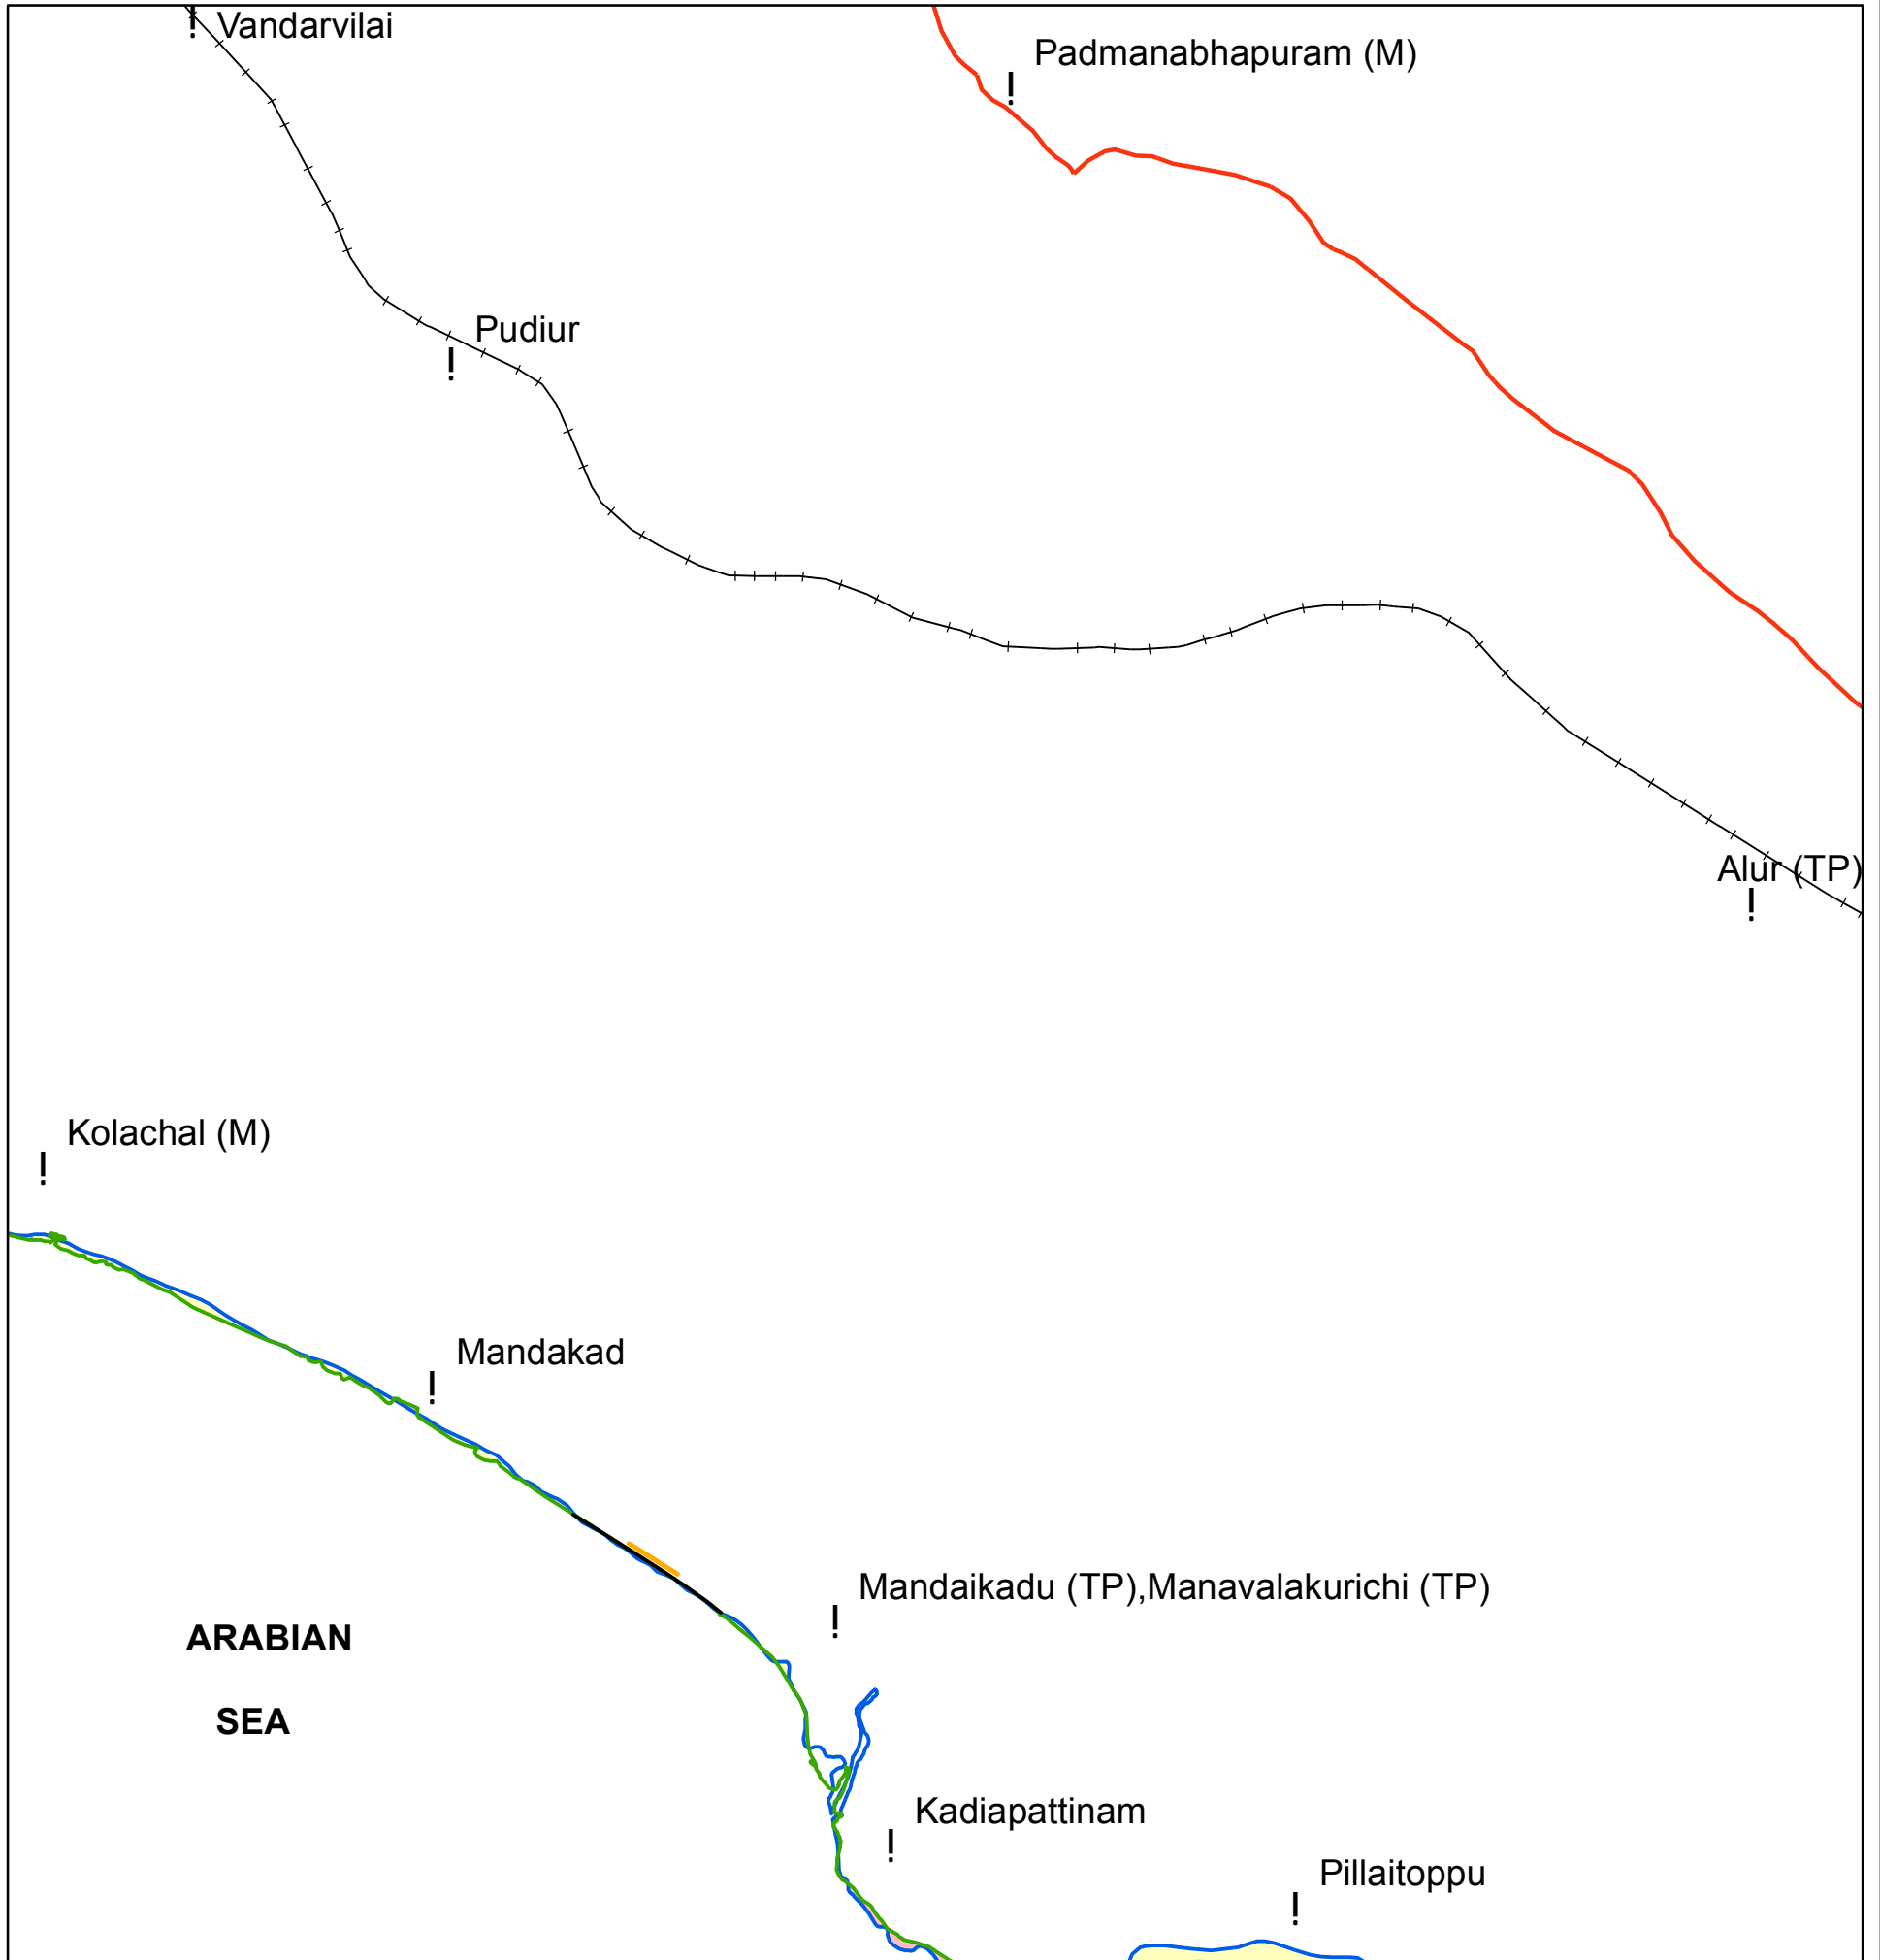 Vandarvilai
Padmanabhapuram (M)
Pudiur
Alur (TP)
Kolachal (M)
Mandakad
Mandaikadu (TP),Manavalakurichi (TP)
ARABIAN
SEA
Kadiapattinam
Pillaitoppu